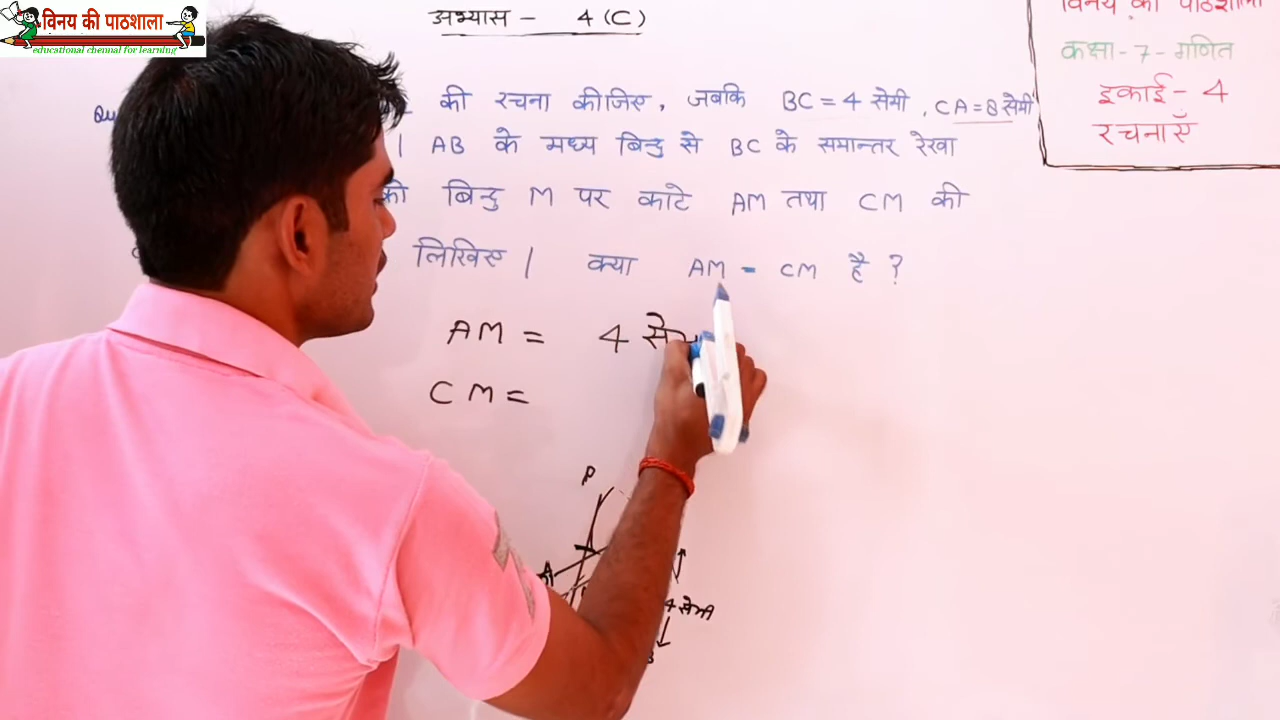 विनय की पाठशाला
educational chennal for learning
अभ्यास - 4 (C)
विनय की पाठशाला
कक्षा - 7 - गणित
इकाई - 4
रचनाएँ
की रचना कीजिए, जबकि BC = 4 सेमी, CA = 8 सेमी
| AB के मध्य बिन्दु से BC के समान्तर रेखा
को बिन्दु M पर काटे AM तथा CM की
लिखिए | क्या AM = CM है ?
AM = 4
CM =
P
A
4 सेमी
B